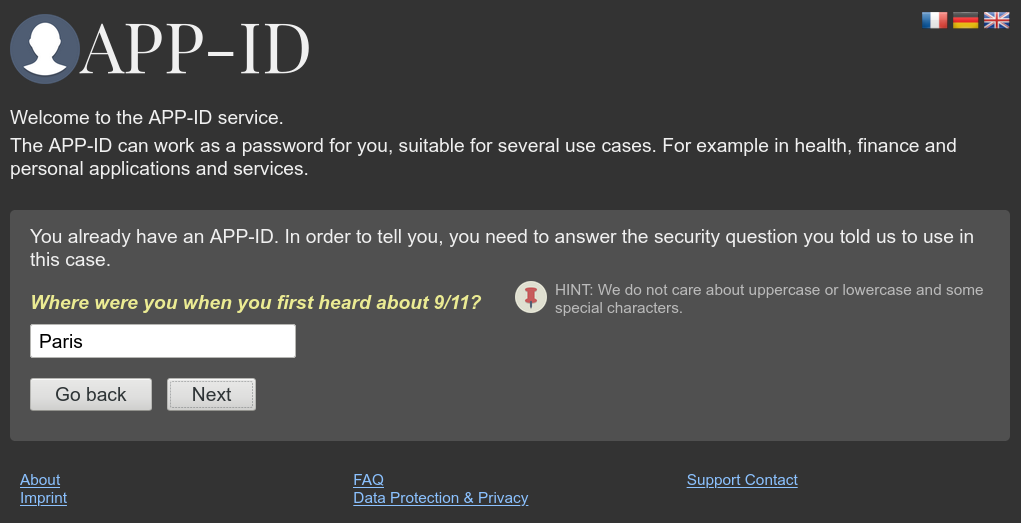 APP-ID
Welcome to the APP-ID service.
The APP-ID can work as a password for you, suitable for several use cases. For example in health, finance and
personal applications and services.
You already have an APP-ID. In order to tell you, you need to answer the security question you told us to use in
this case.
Where were you when you first heard about 9/11?
HINT: We do not care about uppercase or lowercase and some
special characters.
Paris
Go back
Next
About
FAQ
Support Contact
Imprint
Data Protection & Privacy